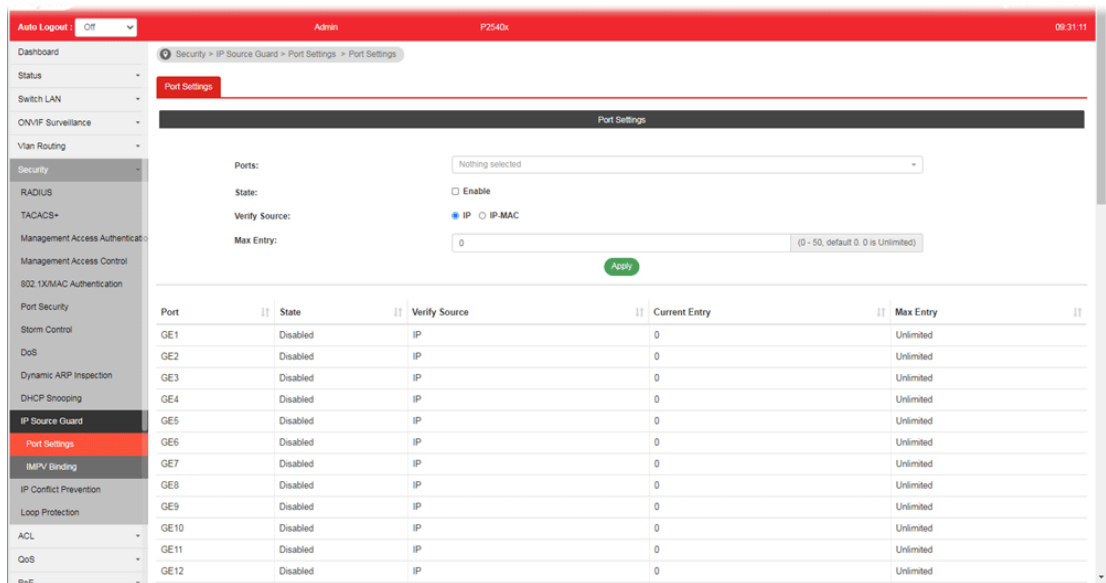 Auto Logout : Off Admin P2540x 09:31:11
Dashboard
Status
Switch LAN
ONVIF Surveillance
Vlan Routing
Security
RADIUS
TACACS+
Management Access Authenticatio
Management Access Control
802.1X/MAC Authentication
Port Security
Storm Control
DoS
Dynamic ARP Inspection
DHCP Snooping
IP Source Guard
Port Settings
IMPV Binding
IP Conflict Prevention
Loop Protection
ACL
QoS
PoE
Security > IP Source Guard > Port Settings > Port Settings
Port Settings
Port Settings
Ports: Nothing selected
State: Enable
Verify Source: IP IP-MAC
Max Entry: 0 (0 - 50, default 0. 0 is Unlimited)
Apply
Port State Verify Source Current Entry Max Entry
GE1 Disabled IP 0 Unlimited
GE2 Disabled IP 0 Unlimited
GE3 Disabled IP 0 Unlimited
GE4 Disabled IP 0 Unlimited
GE5 Disabled IP 0 Unlimited
GE6 Disabled IP 0 Unlimited
GE7 Disabled IP 0 Unlimited
GE8 Disabled IP 0 Unlimited
GE9 Disabled IP 0 Unlimited
GE10 Disabled IP 0 Unlimited
GE11 Disabled IP 0 Unlimited
GE12 Disabled IP 0 Unlimited